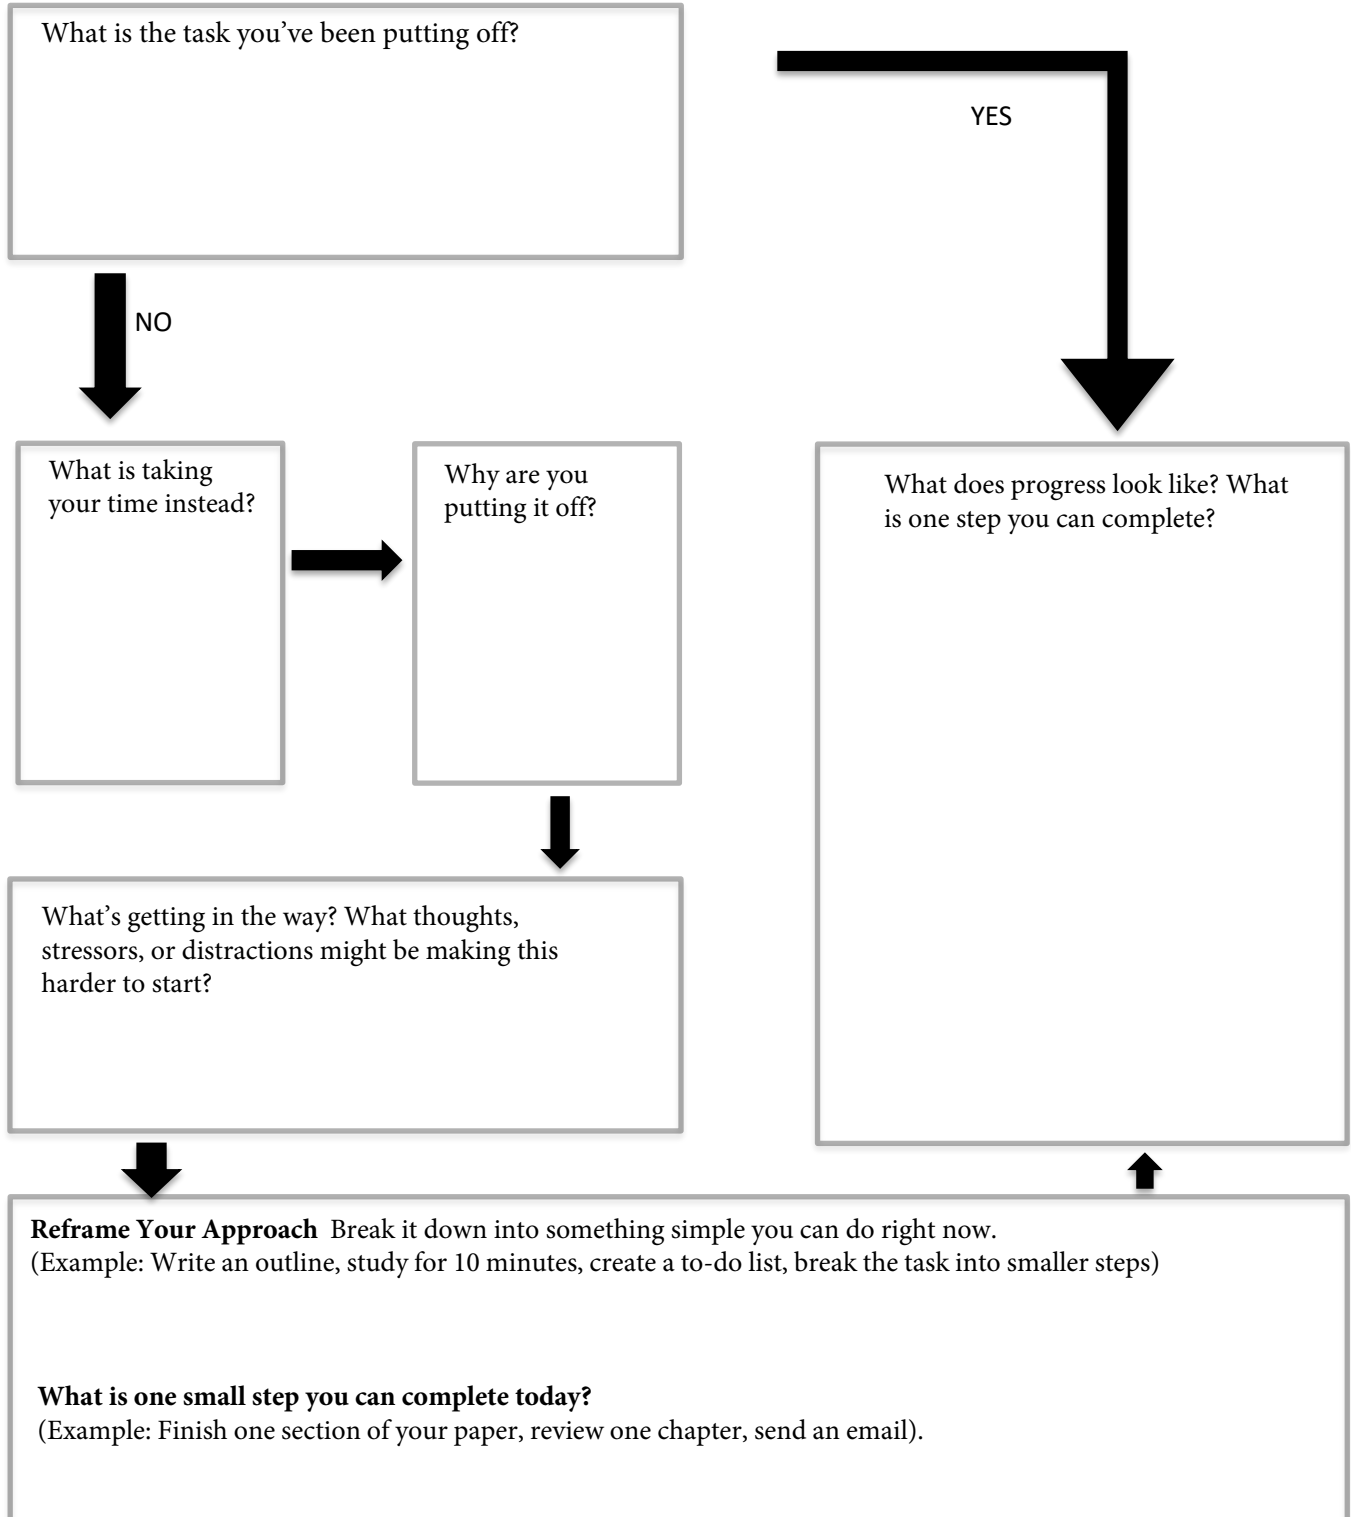 What is the task you’ve been putting off?
YES
NO
What is taking
your time instead?
Why are you
putting it off?
What does progress look like? What
is one step you can complete?
What’s getting in the way? What thoughts,
stressors, or distractions might be making this
harder to start?
Reframe Your Approach  Break it down into something simple you can do right now.
(Example: Write an outline, study for 10 minutes, create a to-do list, break the task into smaller steps)
What is one small step you can complete today?
(Example: Finish one section of your paper, review one chapter, send an email).